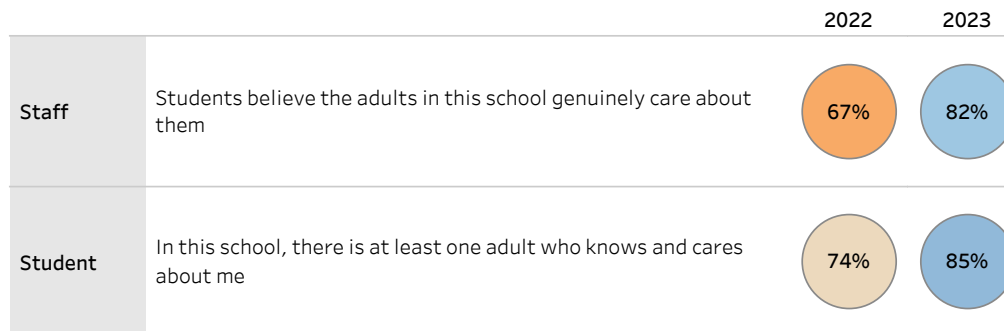 2022 2023
Staff Students believe the adults in this school genuinely care about 67% 82%
them
Student In this school, there is at least one adult who knows and cares 74% 85%
about me